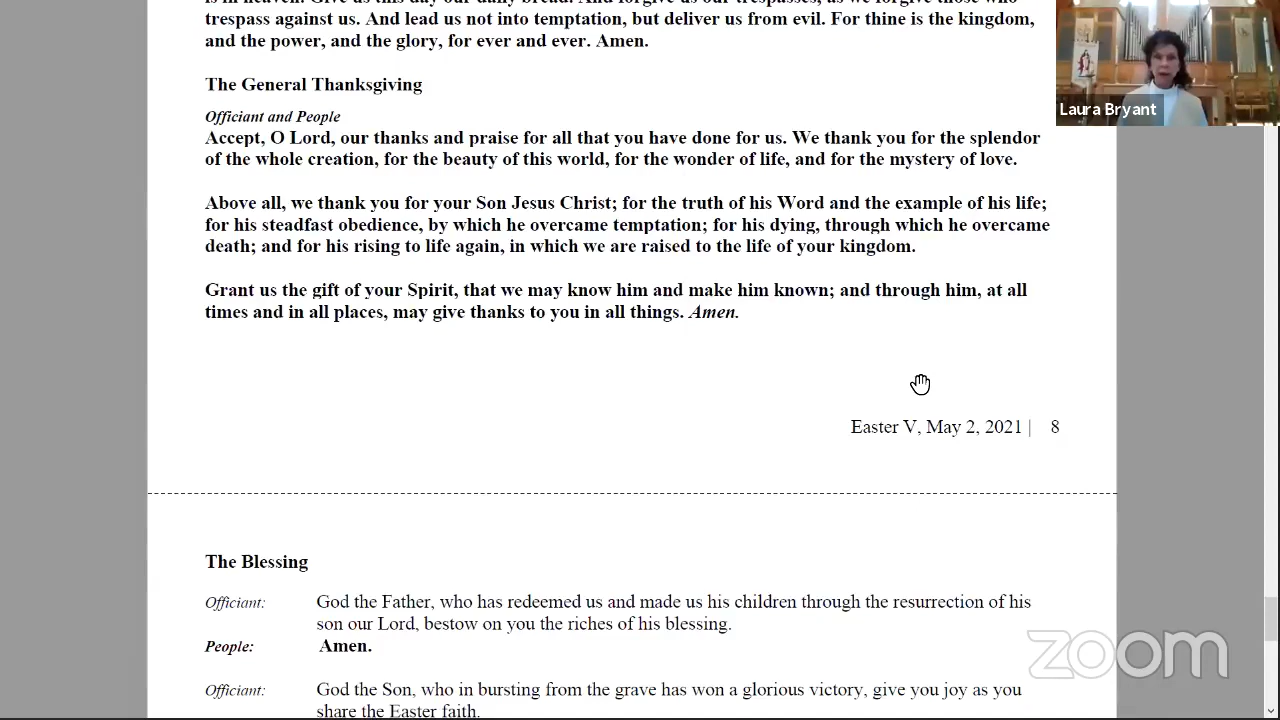 is in heaven. Give us this day our daily bread. And forgive us our trespasses, as we forgive those who
trespass against us. And lead us not into temptation, but deliver us from evil. For thine is the kingdom,
and the power, and the glory, for ever and ever. Amen.
The General Thanksgiving
Officiant and People
Accept, O Lord, our thanks and praise for all that you have done for us. We thank you for the splendor
of the whole creation, for the beauty of this world, for the wonder of life, and for the mystery of love.
Above all, we thank you for your Son Jesus Christ; for the truth of his Word and the example of his life;
for his steadfast obedience, by which he overcame temptation; for his dying, through which he overcame
death; and for his rising to life again, in which we are raised to the life of your kingdom.
Grant us the gift of your Spirit, that we may know him and make him known; and through him, at all
times and in all places, may give thanks to you in all things. Amen.
Easter V, May 2, 2021 | 8
The Blessing
Officiant: God the Father, who has redeemed us and made us his children through the resurrection of his
son our Lord, bestow on you the riches of his blessing.
People: Amen.
Officiant: God the Son, who in bursting from the grave has won a glorious victory, give you joy as you
share the Easter faith.
Laura Bryant
zoom